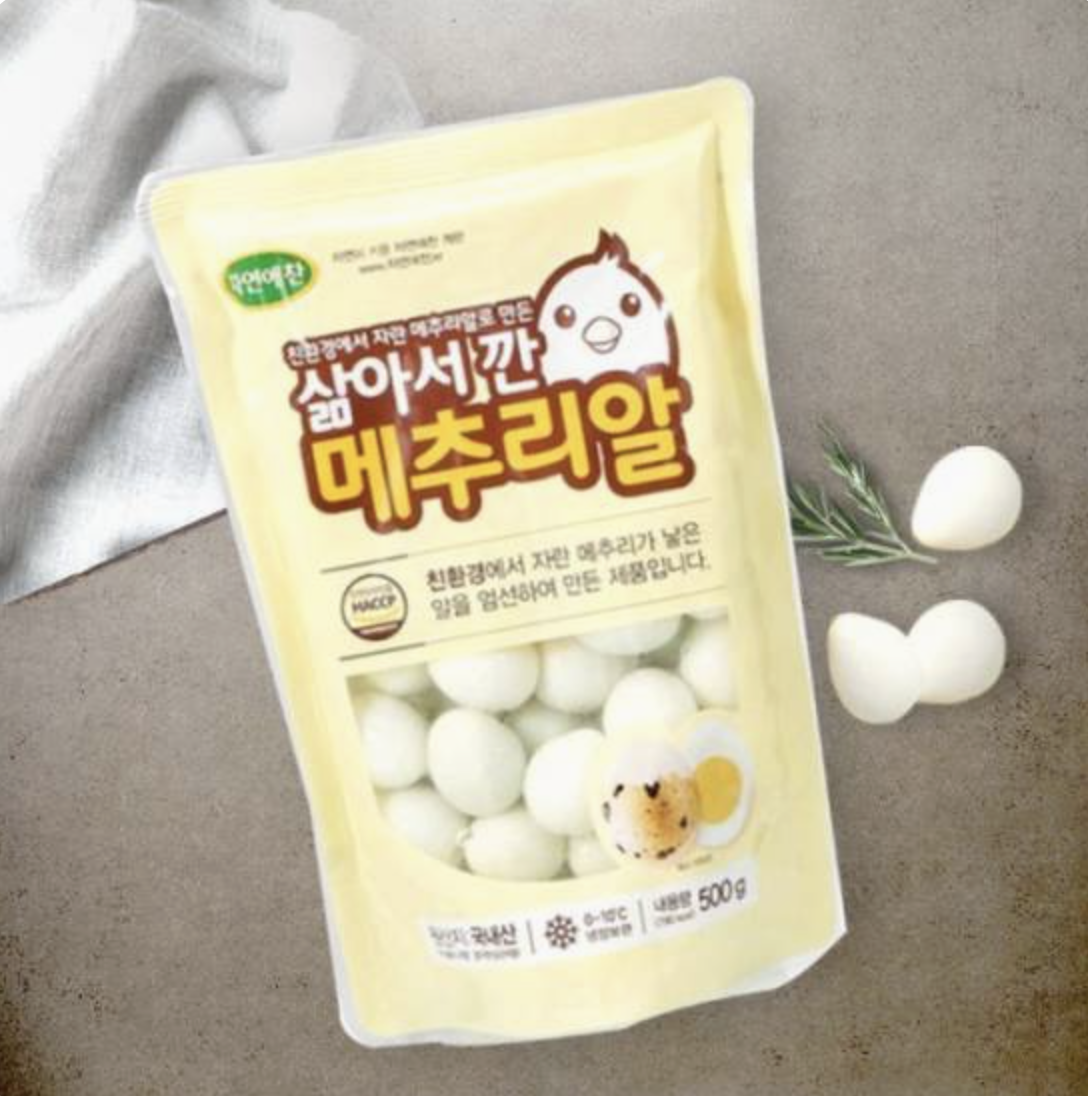 자연애찬
친환경에서 자란 메추리알로 만든
삶아서 깐
메추리알
HACCP
친환경에서 자란 메추리가 낳은
알을 엄선하여 만든 제품입니다.
국내산
0~10℃
냉장보관
내용량 500g